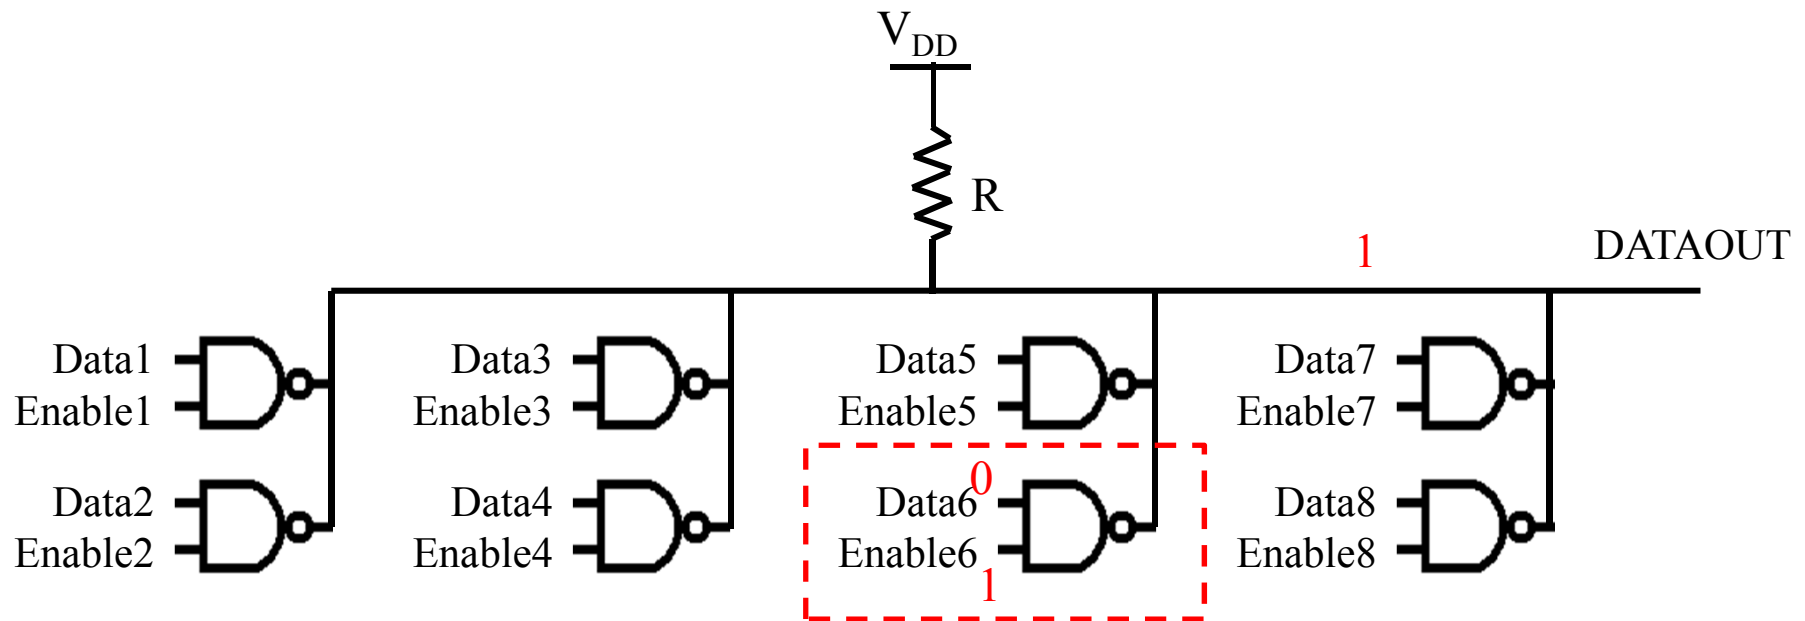 VDD
R
1
DATAOUT
Data1
Enable1
Data3
Enable3
Data5
Enable5
Data7
Enable7
Data2
Enable2
Data4
Enable4
0
Data6
Enable6
1
Data8
Enable8